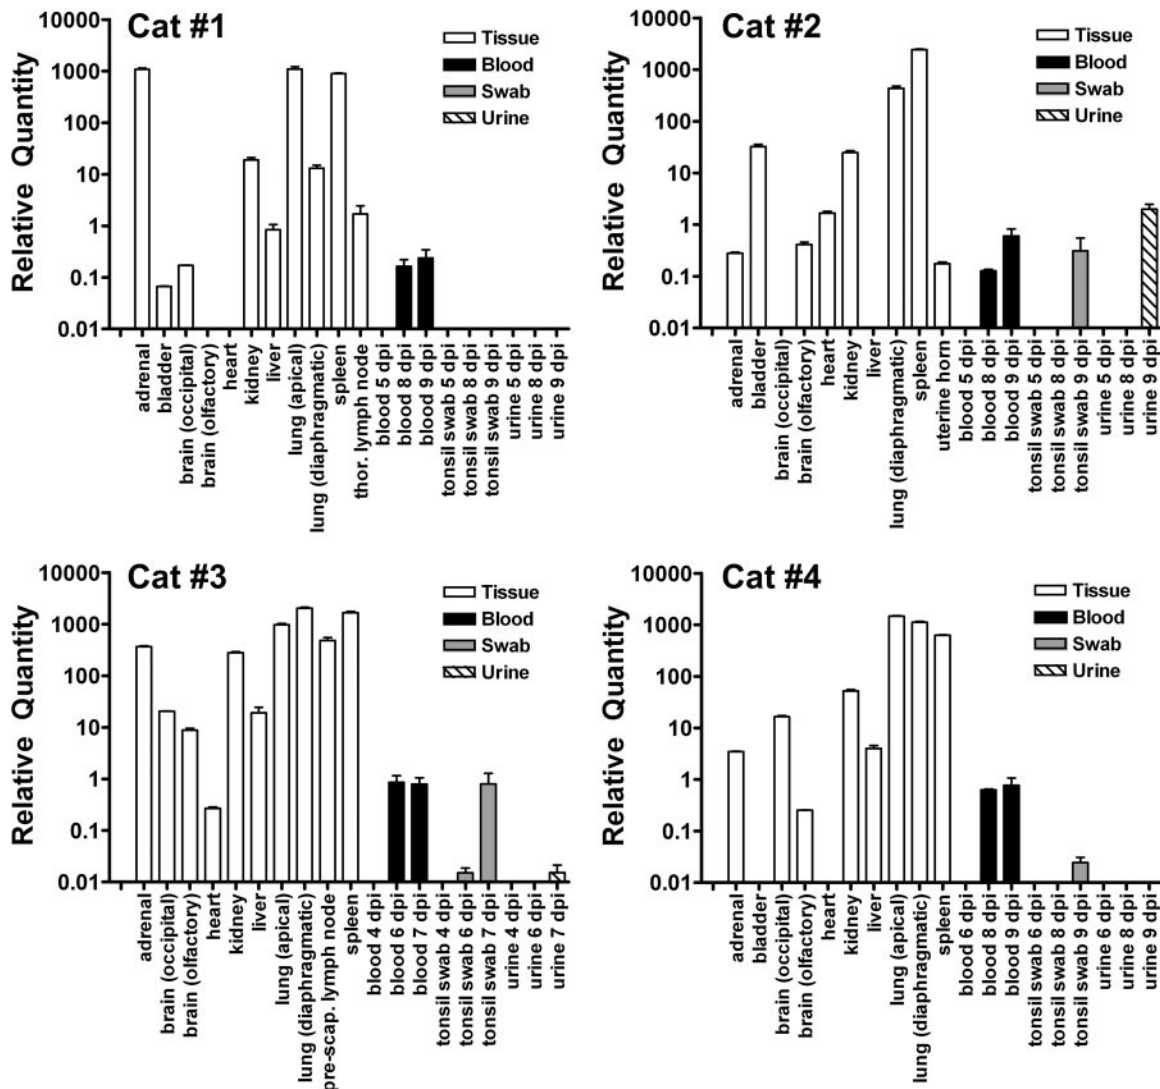 Cat #1
Relative Quantity
10000
1000
100
10
1
0.1
0.01
Tissue
Blood
Swab
Urine
adrenal
bladder
brain (occipital)
brain (olfactory)
heart
kidney
liver
lung (apical)
lung (diaphragmatic)
spleen
thor. lymph node
blood 5 dpi
blood 8 dpi
blood 9 dpi
tonsil swab 5 dpi
tonsil swab 8 dpi
tonsil swab 9 dpi
urine 5 dpi
urine 8 dpi
urine 9 dpi
Cat #2
Relative Quantity
10000
1000
100
10
1
0.1
0.01
Tissue
Blood
Swab
Urine
adrenal
bladder
brain (occipital)
brain (olfactory)
heart
kidney
liver
lung (diaphragmatic)
spleen
uterine horn
blood 5 dpi
blood 8 dpi
blood 9 dpi
tonsil swab 5 dpi
tonsil swab 8 dpi
tonsil swab 9 dpi
urine 5 dpi
urine 8 dpi
urine 9 dpi
Cat #3
Relative Quantity
10000
1000
100
10
1
0.1
0.01
Tissue
Blood
Swab
Urine
adrenal
brain (occipital)
brain (olfactory)
heart
kidney
liver
lung (apical)
lung (diaphragmatic)
pre-scap. lymph node
spleen
blood 4 dpi
blood 6 dpi
blood 7 dpi
tonsil swab 4 dpi
tonsil swab 6 dpi
tonsil swab 7 dpi
urine 4 dpi
urine 6 dpi
urine 7 dpi
Cat #4
Relative Quantity
10000
1000
100
10
1
0.1
0.01
Tissue
Blood
Swab
Urine
adrenal
bladder
brain (occipital)
brain (olfactory)
heart
kidney
liver
lung (apical)
lung (diaphragmatic)
spleen
blood 6 dpi
blood 8 dpi
blood 9 dpi
tonsil swab 6 dpi
tonsil swab 8 dpi
tonsil swab 9 dpi
urine 6 dpi
urine 8 dpi
urine 9 dpi